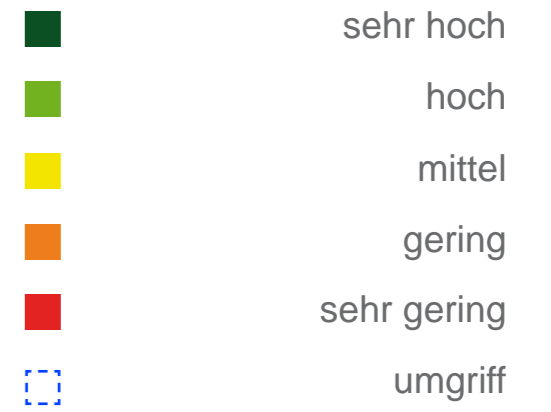 sehr hoch
hoch
mittel
gering
sehr gering
umgriff